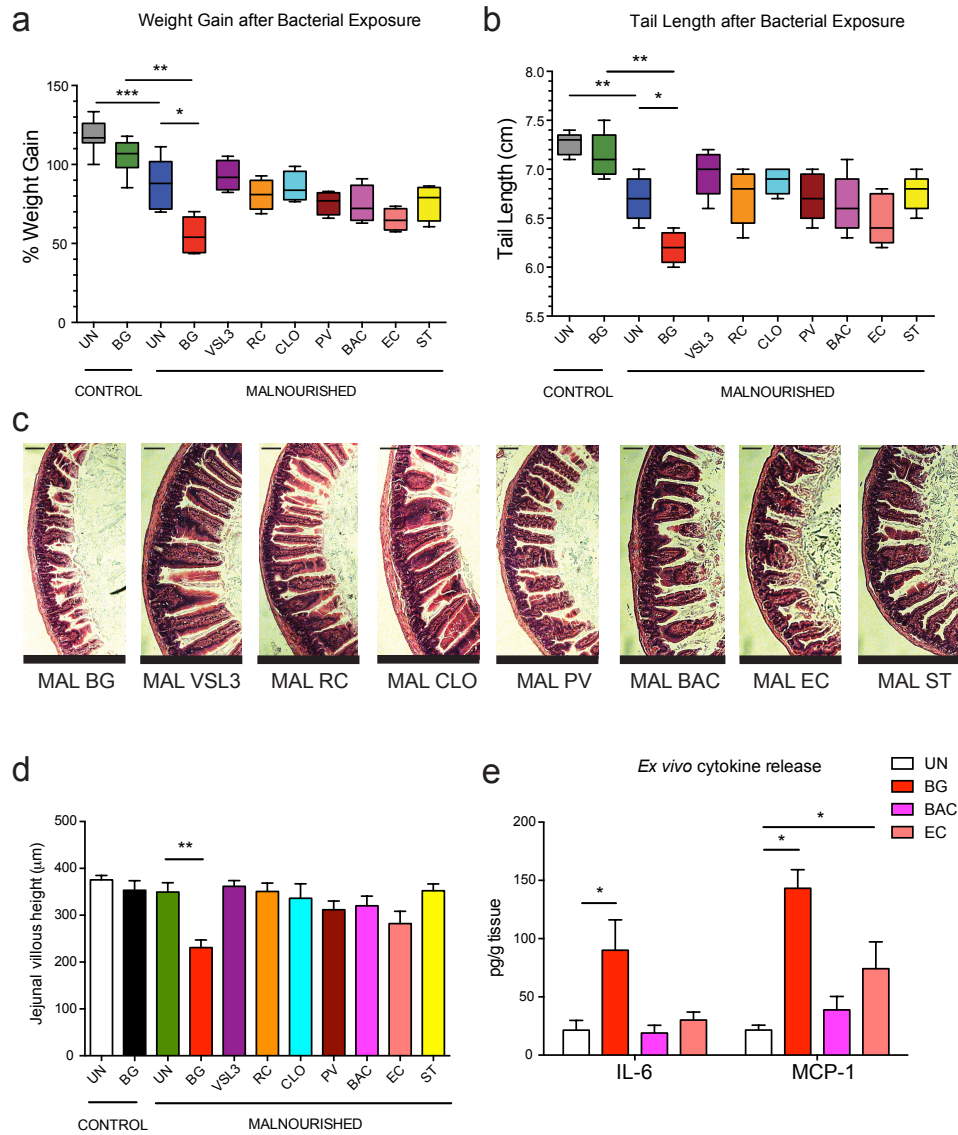 a
Weight Gain after Bacterial Exposure
% Weight Gain
150
100
50
0
***
**
*
UN
BG
UN
BG
VSL3
RC
CLO
PV
BAC
EC
ST
CONTROL
MALNOURISHED
b
Tail Length after Bacterial Exposure
Tail Length (cm)
8.0
7.5
7.0
6.5
6.0
5.5
**
**
*
UN
BG
UN
BG
VSL3
RC
CLO
PV
BAC
EC
ST
CONTROL
MALNOURISHED
c
MAL BG
MAL VSL3
MAL RC
MAL CLO
MAL PV
MAL BAC
MAL EC
MAL ST
d
Jejunal villous height (μm)
500
400
300
200
100
0
**
UN
BG
UN
BG
VSL3
RC
CLO
PV
BAC
EC
ST
CONTROL
MALNOURISHED
e
Ex vivo cytokine release
UN
BG
BAC
EC
pg/g tissue
200
150
100
50
0
*
*
*
IL-6
MCP-1